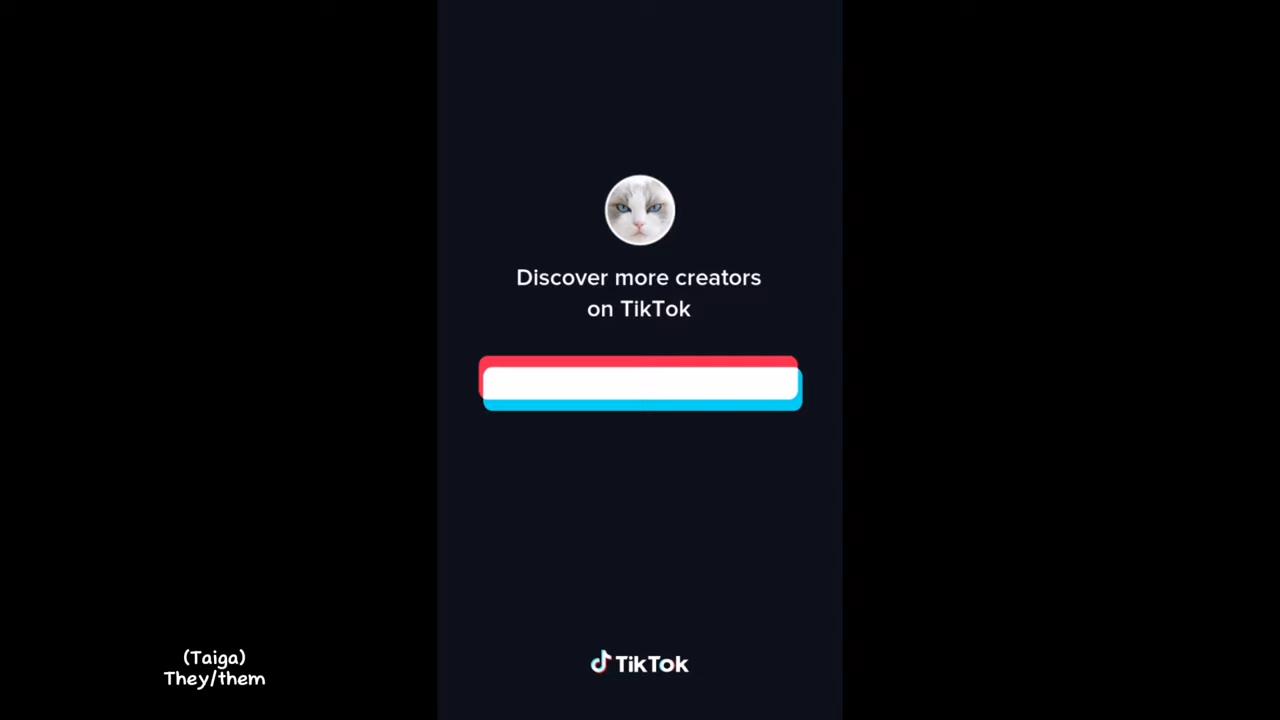 Discover more creators
on TikTok
TikTok
(Taiga)
They/them